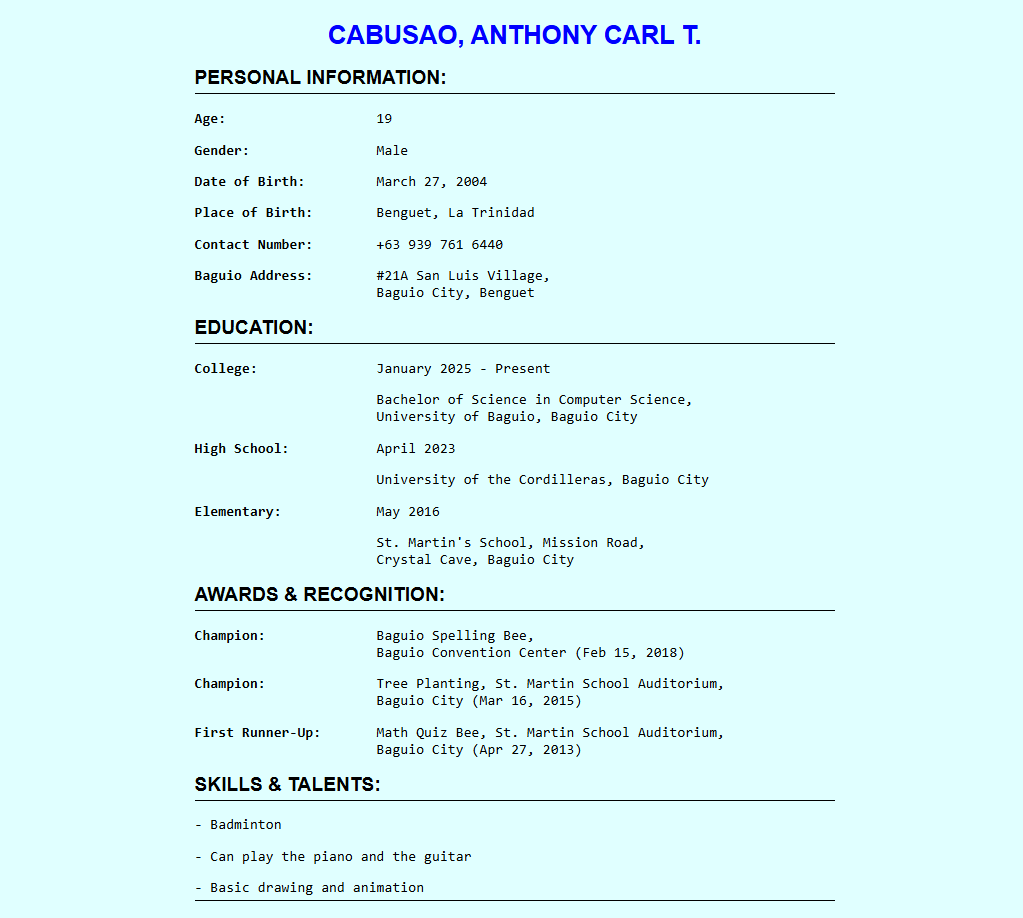 CABUSAO, ANTHONY CARL T.
PERSONAL INFORMATION:
Age: 19
Gender: Male
Date of Birth: March 27, 2004
Place of Birth: Benguet, La Trinidad
Contact Number: +63 939 761 6440
Baguio Address: #21A San Luis Village,
Baguio City, Benguet
EDUCATION:
College: January 2025 - Present
Bachelor of Science in Computer Science,
University of Baguio, Baguio City
High School: April 2023
University of the Cordilleras, Baguio City
Elementary: May 2016
St. Martin's School, Mission Road,
Crystal Cave, Baguio City
AWARDS & RECOGNITION:
Champion: Baguio Spelling Bee,
Baguio Convention Center (Feb 15, 2018)
Champion: Tree Planting, St. Martin School Auditorium,
Baguio City (Mar 16, 2015)
First Runner-Up: Math Quiz Bee, St. Martin School Auditorium,
Baguio City (Apr 27, 2013)
SKILLS & TALENTS:
- Badminton
- Can play the piano and the guitar
- Basic drawing and animation